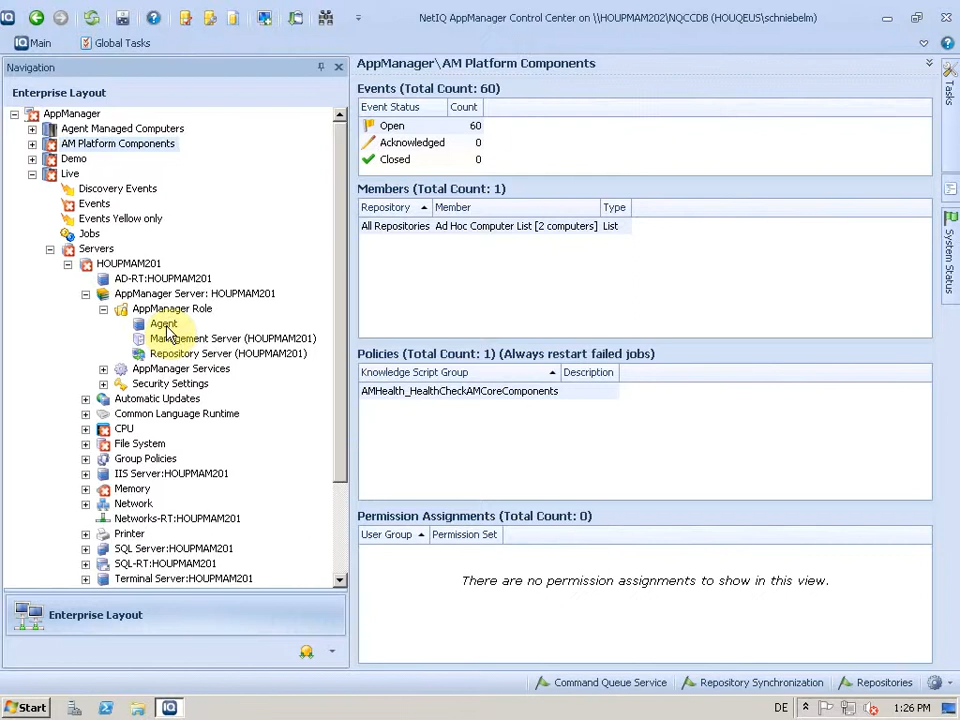 NetIQ AppManager Control Center on \\HOUPMAM202\NQCCDB (HOUQEUS\schniebelm)
Main
Global Tasks
Navigation
Enterprise Layout
AppManager
Agent Managed Computers
AM Platform Components
Demo
Live
Discovery Events
Events
Events Yellow only
Jobs
Servers
HOUPMAM201
AD-RT:HOUPMAM201
AppManager Server: HOUPMAM201
AppManager Role
Agent
Management Server (HOUPMAM201)
Repository Server (HOUPMAM201)
AppManager Services
Security Settings
Automatic Updates
Common Language Runtime
CPU
File System
Group Policies
IIS Server:HOUPMAM201
Memory
Network
Networks-RT:HOUPMAM201
Printer
SQL Server:HOUPMAM201
SQL-RT:HOUPMAM201
Terminal Server:HOUPMAM201
Enterprise Layout
AppManager\AM Platform Components
Events (Total Count: 60)
Event Status Count
Open 60
Acknowledged 0
Closed 0
Members (Total Count: 1)
Repository Member Type
All Repositories Ad Hoc Computer List [2 computers] List
Policies (Total Count: 1) (Always restart failed jobs)
Knowledge Script Group Description
AMHealth_HealthCheckAMCoreComponents
Permission Assignments (Total Count: 0)
User Group Permission Set
There are no permission assignments to show in this view.
Tasks
System Status
Command Queue Service Repository Synchronization Repositories
Start DE 1:26 PM